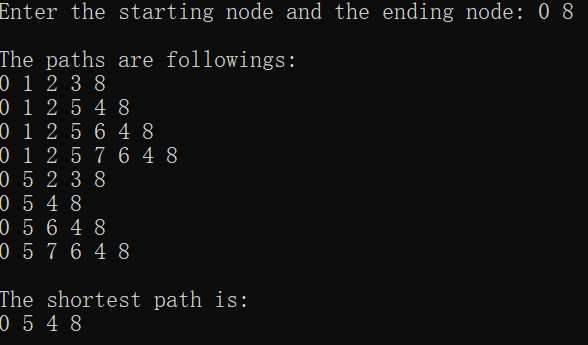 Enter the starting node and the ending node: 0 8
The paths are followings:
0 1 2 3 8
0 1 2 5 4 8
0 1 2 5 6 4 8
0 1 2 5 7 6 4 8
0 5 2 3 8
0 5 4 8
0 5 6 4 8
0 5 7 6 4 8
The shortest path is:
0 5 4 8